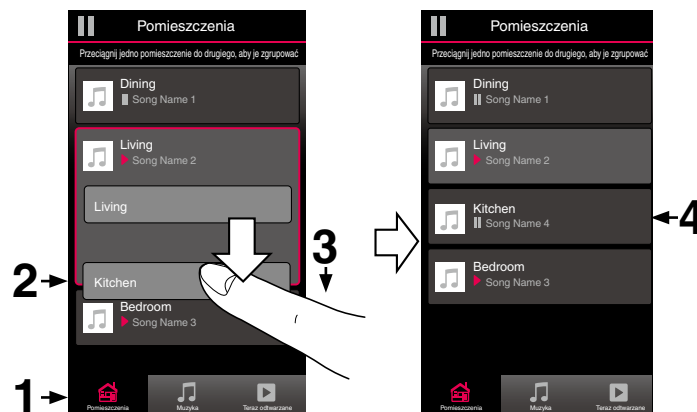 Pomieszczenia
Przeciągnij jedno pomieszczenie do drugiego, aby je zgrupować
Dining
Song Name 1
Living
Song Name 2
Living
Kitchen
Bedroom
Song Name 3
Pomieszczenia
Muzyka
Teraz odtwarzane
1
2
3
Pomieszczenia
Przeciągnij jedno pomieszczenie do drugiego, aby je zgrupować
Dining
Song Name 1
Living
Song Name 2
Kitchen
Song Name 4
Bedroom
Song Name 3
Pomieszczenia
Muzyka
Teraz odtwarzane
4